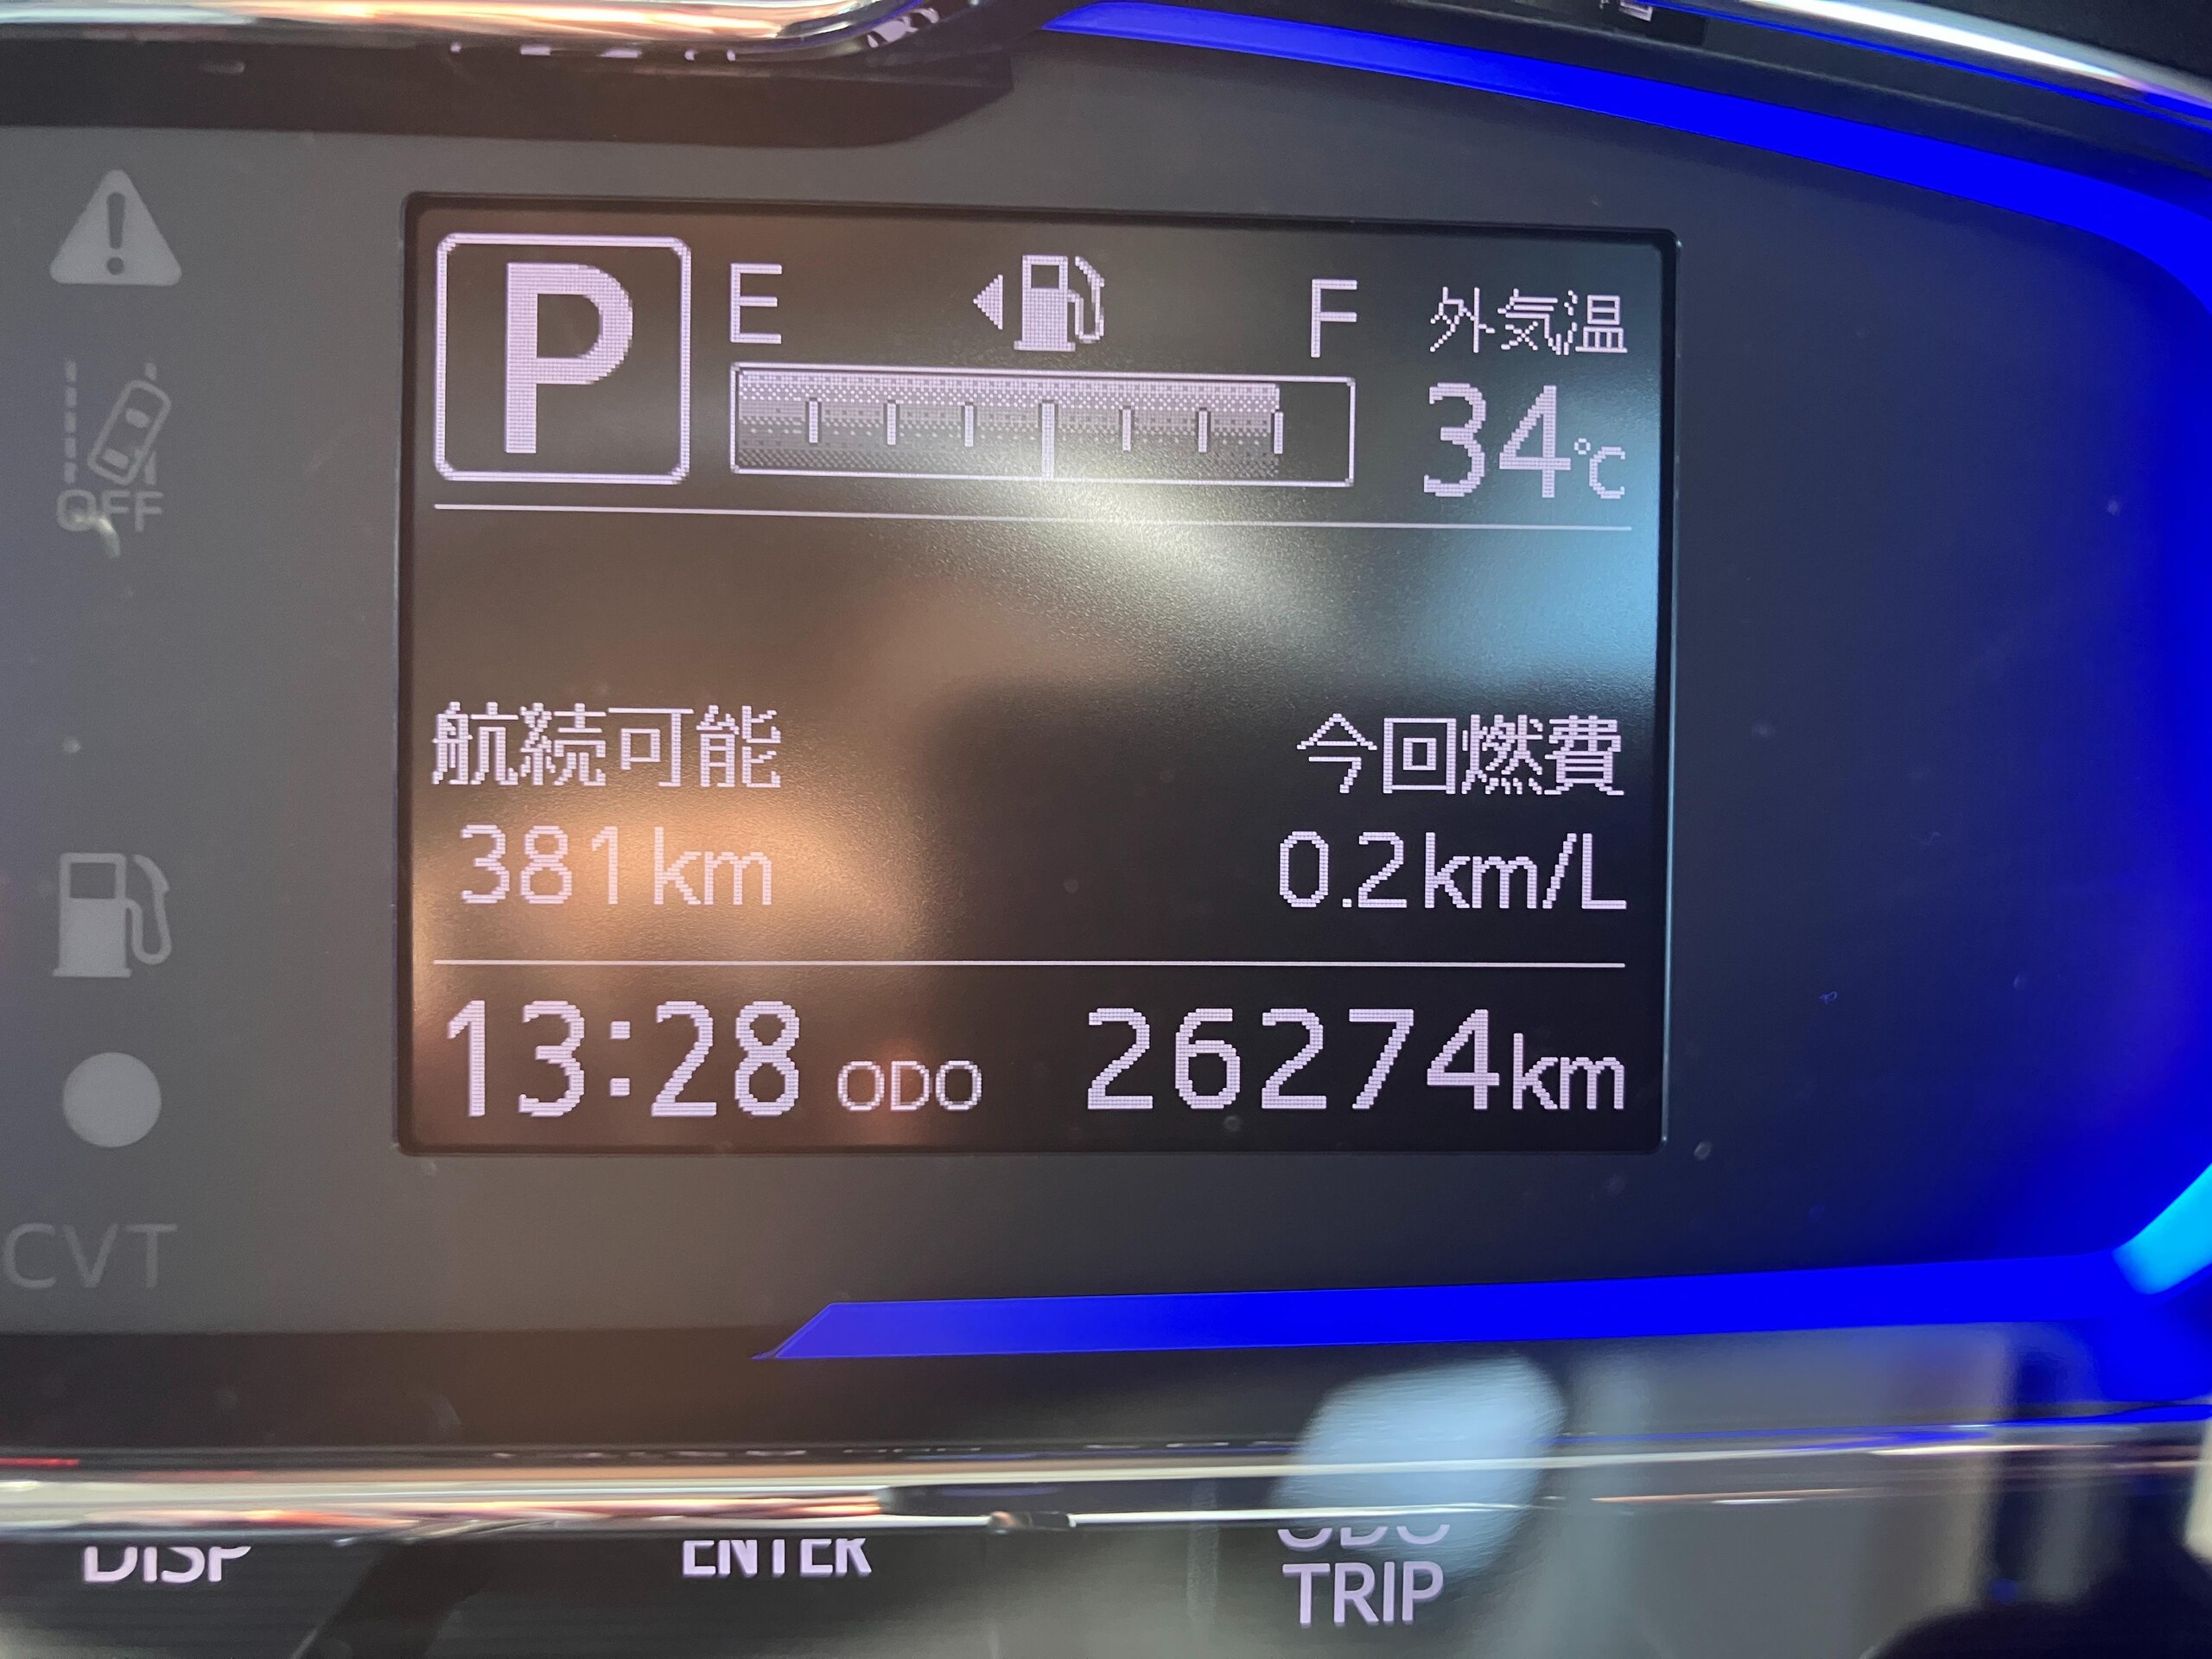 P E F 外気温
34℃
OFF
航続可能 今回燃費
381km 0.2km/L
13:28 ODO 26274km
CVT
DISP ENTER ODO
TRIP